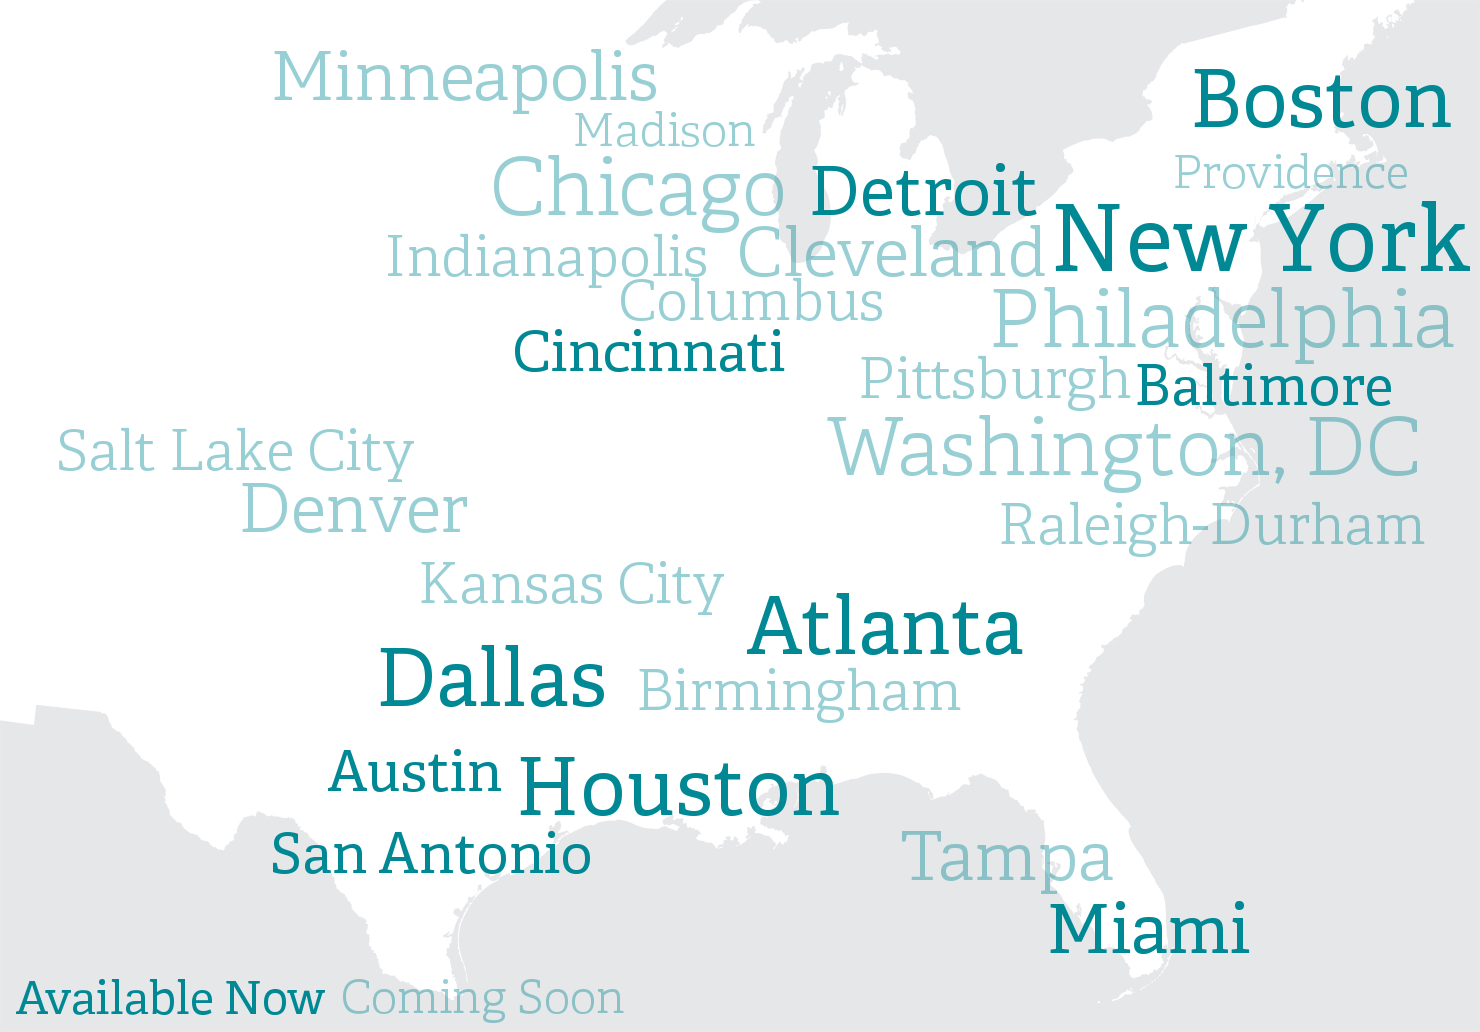 Minneapolis
Boston
Madison
Chicago
Detroit
Providence
New York
Indianapolis
Cleveland
Columbus
Philadelphia
Cincinnati
Pittsburgh
Baltimore
Salt Lake City
Washington, DC
Denver
Raleigh-Durham
Kansas City
Atlanta
Dallas
Birmingham
Austin
Houston
San Antonio
Tampa
Miami
Available Now Coming Soon